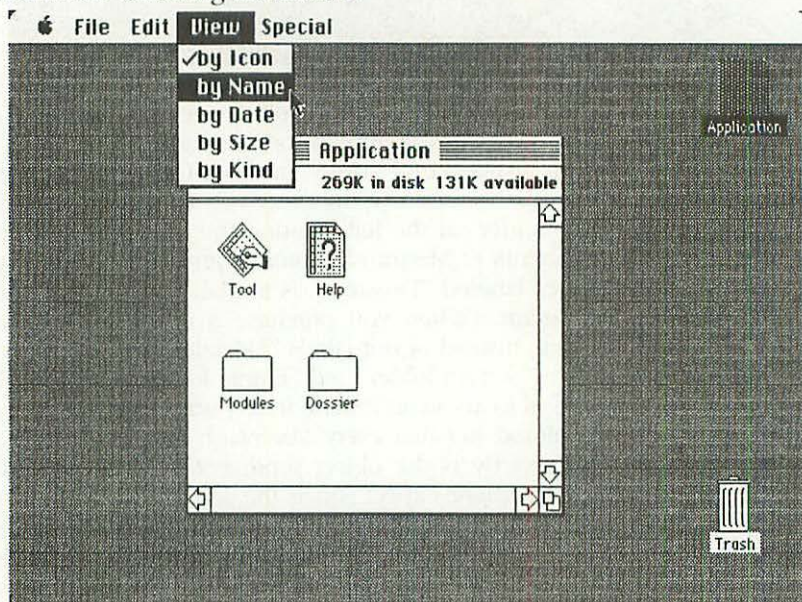 File Edit View Special
✓by Icon
by Name
by Date
by Size
by Kind
Application
Application
269K in disk 131K available
Tool Help
Modules Dossier
Trash